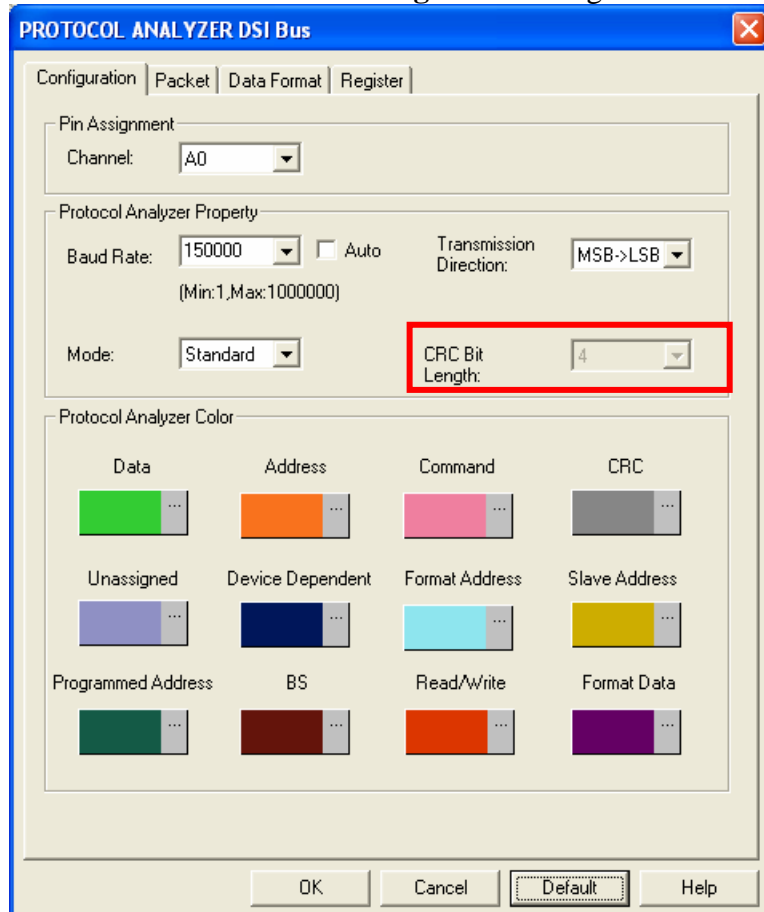 PROTOCOL ANALYZER DSI Bus
Configuration Packet Data Format Register
Pin Assignment
Channel: A0
Protocol Analyzer Property
Baud Rate: 150000 Auto Transmission Direction: MSB->LSB
(Min:1,Max:1000000)
Mode: Standard CRC Bit Length: 4
Protocol Analyzer Color
Data Address Command CRC
... ... ... ...
Unassigned Device Dependent Format Address Slave Address
... ... ... ...
Programmed Address BS Read/Write Format Data
... ... ... ...
OK Cancel Default Help